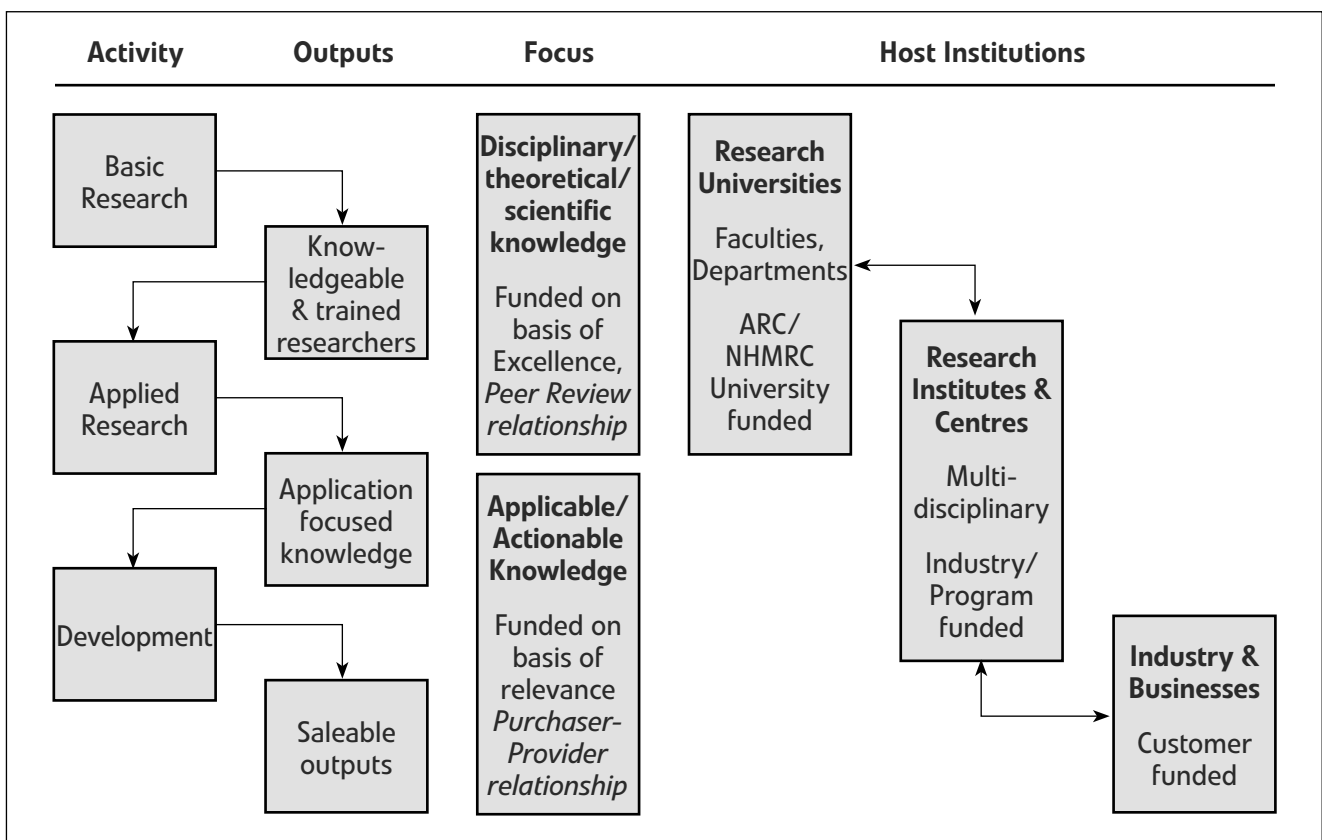 Activity Outputs Focus Host Institutions
Basic
Research
Know-
ledgeable
& trained
researchers
Applied
Research
Application
focused
knowledge
Development
Saleable
outputs
Disciplinary/
theoretical/
scientific
knowledge
Funded on
basis of
Excellence,
Peer Review
relationship
Applicable/
Actionable
Knowledge
Funded on
basis of
relevance
Purchaser-
Provider
relationship
Research
Universities
Faculties,
Departments
ARC/
NHMRC
University
funded
Research
Institutes &
Centres
Multi-
disciplinary
Industry/
Program
funded
Industry &
Businesses
Customer
funded